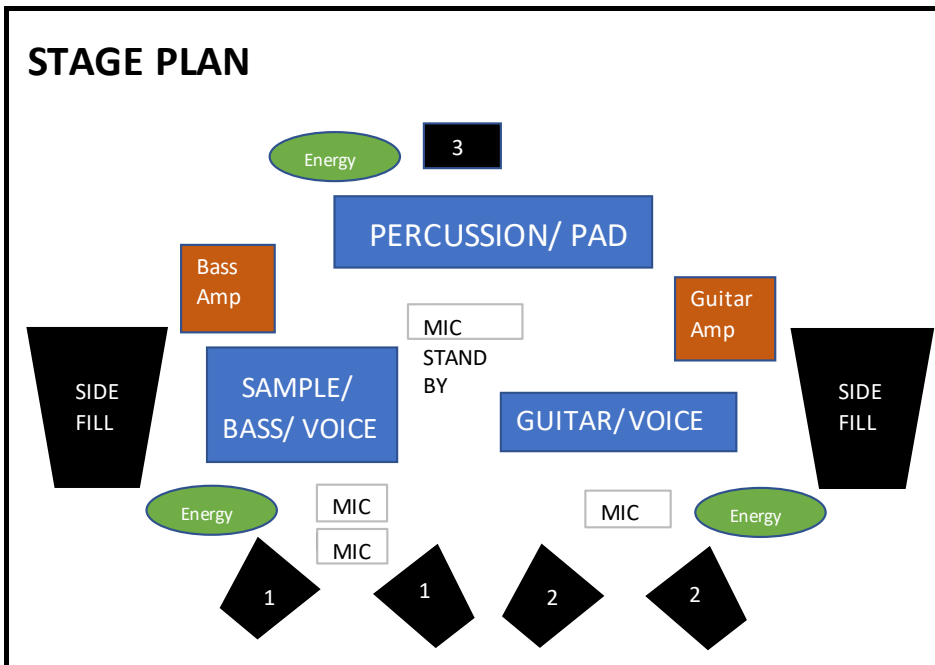 STAGE PLAN
Energy
3
PERCUSSION/ PAD
Bass
Amp
Guitar
Amp
MIC
STAND
BY
SIDE
FILL
SAMPLE/
BASS/ VOICE
GUITAR/VOICE
SIDE
FILL
Energy
MIC
MIC
MIC
Energy
1
1
2
2